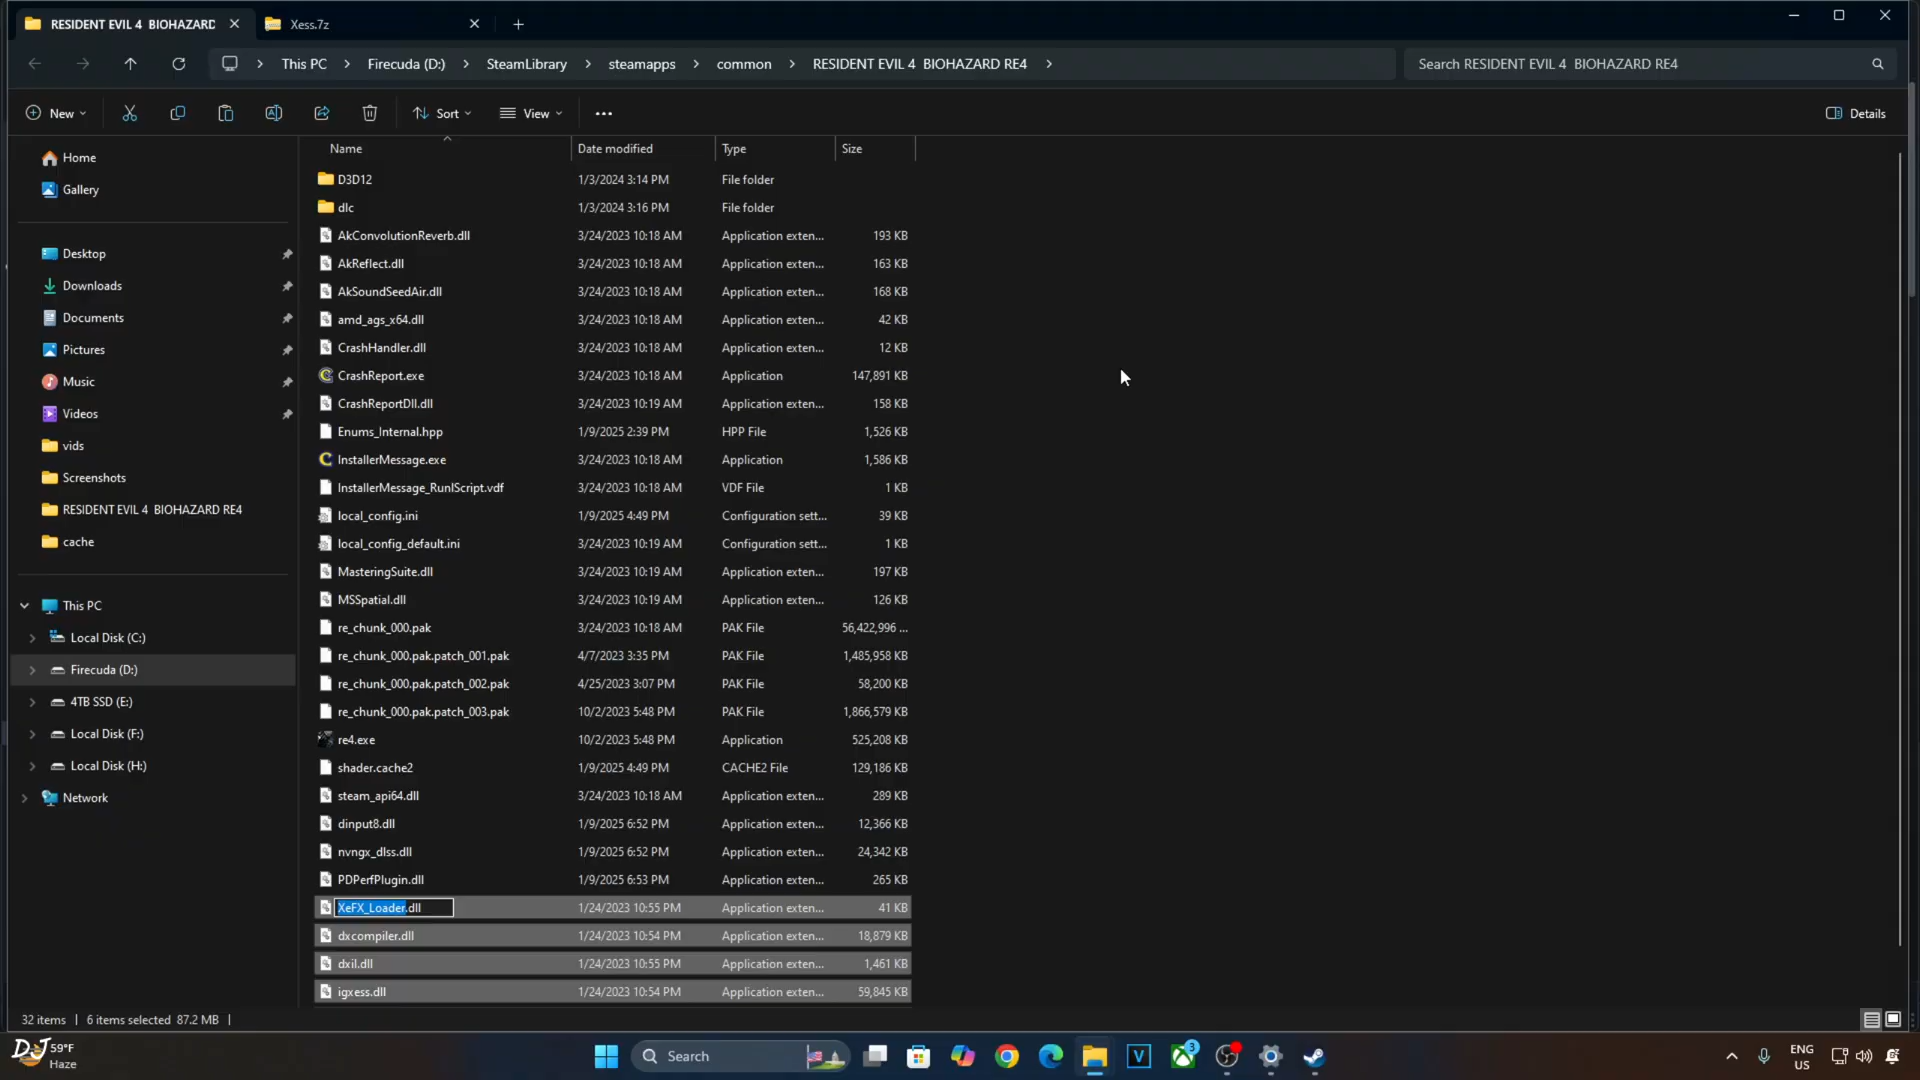 RESIDENT EVIL 4 BIOHAZARD
Xess.7z
This PC > Firecuda (D:) > SteamLibrary > steamapps > common > RESIDENT EVIL 4 BIOHAZARD RE4 >
Search RESIDENT EVIL 4 BIOHAZARD RE4
New
Sort
View
Details
Home
Gallery
Desktop
Downloads
Documents
Pictures
Music
Videos
vids
Screenshots
RESIDENT EVIL 4 BIOHAZARD RE4
cache
This PC
Local Disk (C:)
Firecuda (D:)
4TB SSD (E:)
Local Disk (F:)
Local Disk (H:)
Network
Name Date modified Type Size
D3D12 1/3/2024 3:14 PM File folder
dlc 1/3/2024 3:16 PM File folder
AkConvolutionReverb.dll 3/24/2023 10:18 AM Application exten... 193 KB
AkReflect.dll 3/24/2023 10:18 AM Application exten... 163 KB
AkSoundSeedAir.dll 3/24/2023 10:18 AM Application exten... 168 KB
amd_ags_x64.dll 3/24/2023 10:18 AM Application exten... 42 KB
CrashHandler.dll 3/24/2023 10:18 AM Application exten... 12 KB
CrashReport.exe 3/24/2023 10:18 AM Application 147,891 KB
CrashReportDll.dll 3/24/2023 10:19 AM Application exten... 158 KB
Enums_Internal.hpp 1/9/2025 2:39 PM HPP File 1,526 KB
InstallerMessage.exe 3/24/2023 10:18 AM Application 1,586 KB
InstallerMessage_RunIScript.vdf 3/24/2023 10:18 AM VDF File 1 KB
local_config.ini 1/9/2025 4:49 PM Configuration sett... 39 KB
local_config_default.ini 3/24/2023 10:19 AM Configuration sett... 1 KB
MasteringSuite.dll 3/24/2023 10:19 AM Application exten... 197 KB
MSSpatial.dll 3/24/2023 10:19 AM Application exten... 126 KB
re_chunk_000.pak 3/24/2023 10:18 AM PAK File 56,422,996 ...
re_chunk_000.pak.patch_001.pak 4/7/2023 3:35 PM PAK File 1,485,958 KB
re_chunk_000.pak.patch_002.pak 4/25/2023 3:07 PM PAK File 58,200 KB
re_chunk_000.pak.patch_003.pak 10/2/2023 5:48 PM PAK File 1,866,579 KB
re4.exe 10/2/2023 5:48 PM Application 525,208 KB
shader.cache2 1/9/2025 4:49 PM CACHE2 File 129,186 KB
steam_api64.dll 3/24/2023 10:18 AM Application exten... 289 KB
dinput8.dll 1/9/2025 6:52 PM Application exten... 12,366 KB
nvngx_dlss.dll 1/9/2025 6:52 PM Application exten... 24,342 KB
PDPerfPlugin.dll 1/9/2025 6:53 PM Application exten... 265 KB
XeFX_Loader.dll 1/24/2023 10:55 PM Application exten... 41 KB
dxcompiler.dll 1/24/2023 10:54 PM Application exten... 18,879 KB
dxil.dll 1/24/2023 10:55 PM Application exten... 1,461 KB
igxess.dll 1/24/2023 10:54 PM Application exten... 59,845 KB
32 items | 6 items selected 87.2 MB |
DJ
59°F
Haze
Search
V
3
ENG
US